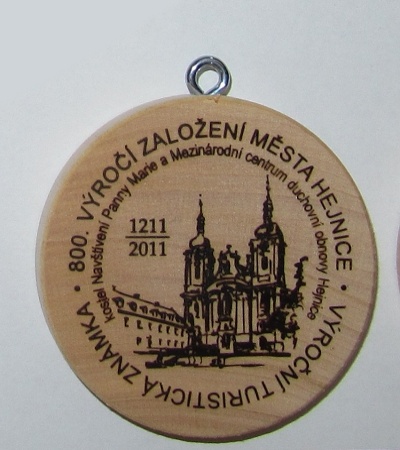 800. VÝROČÍ ZALOŽENÍ MĚSTA HEJNICE
kostel Navštívení Panny Marie a Mezinárodní centrum duchovní obnovy Hejnice
1211
2011
• VÝROČNÍ TURISTICKÁ ZNÁMKA •